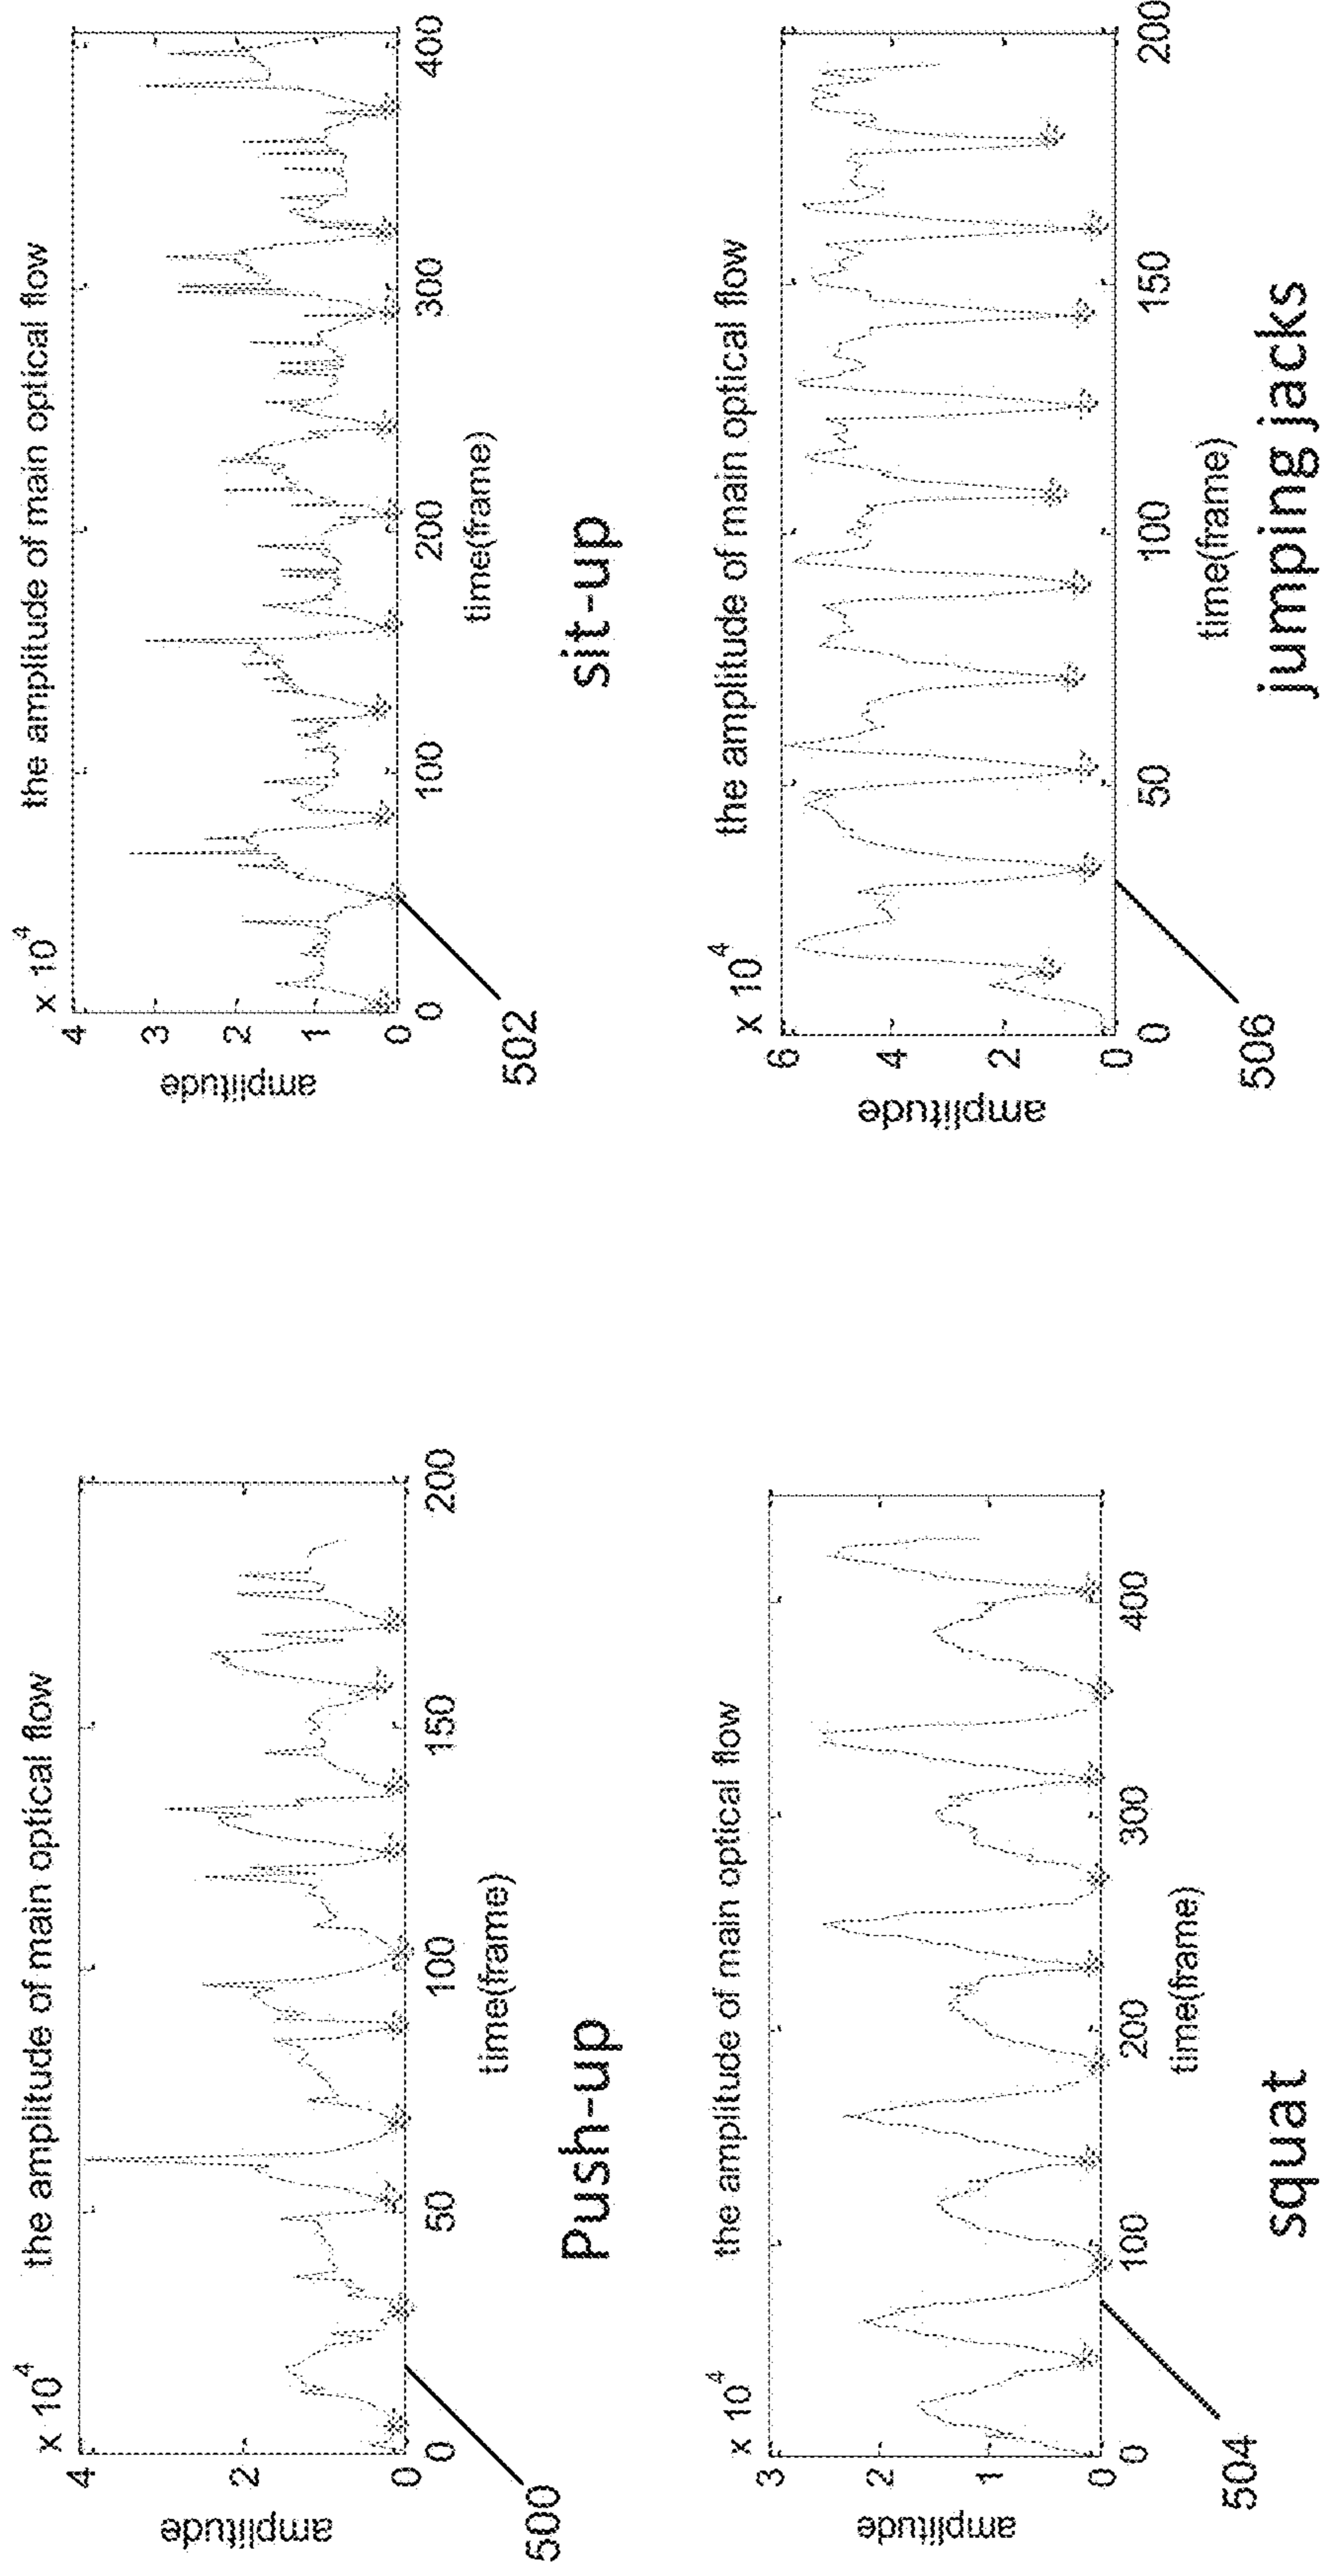 the amplitude of main optical flow
x 10^4
4
2
0
amplitude
0
50
100
150
200
time(frame)
500
Push-up
the amplitude of main optical flow
x 10^4
4
3
2
1
0
amplitude
0
100
200
300
400
time(frame)
502
sit-up
the amplitude of main optical flow
x 10^4
3
2
1
0
amplitude
0
100
200
300
400
time(frame)
504
squat
the amplitude of main optical flow
x 10^4
6
4
2
0
amplitude
0
50
100
150
200
time(frame)
506
jumping jacks